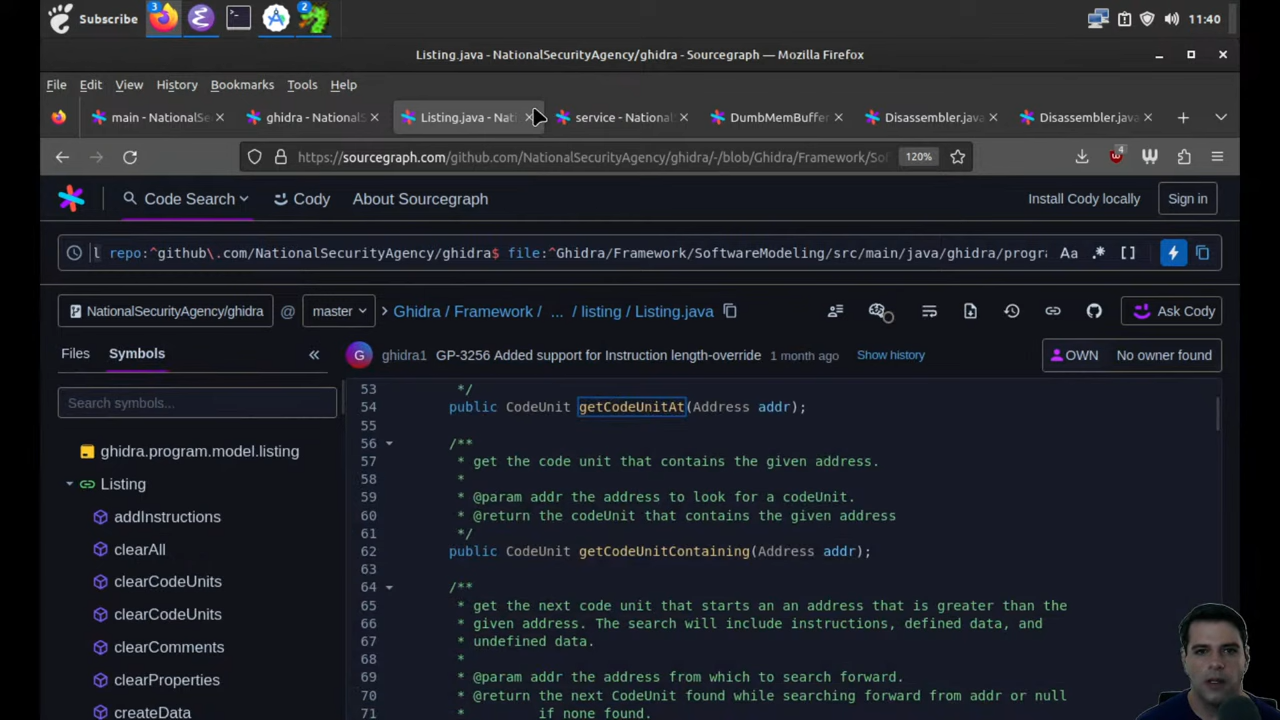 Subscribe
3
2
11:40
Listing.java - NationalSecurityAgency/ghidra - Sourcegraph — Mozilla Firefox
File Edit View History Bookmarks Tools Help
main - NationalSe
ghidra - NationalS
Listing.java - Nati
service - National
DumbMemBuffer
Disassembler.java
Disassembler.java
https://sourcegraph.com/github.com/NationalSecurityAgency/ghidra/-/blob/Ghidra/Framework/Sof
120%
4
Code Search
Cody
About Sourcegraph
Install Cody locally
Sign in
l repo:^github\.com/NationalSecurityAgency/ghidra$ file:^Ghidra/Framework/SoftwareModeling/src/main/java/ghidra/progra
Aa .* [ ]
NationalSecurityAgency/ghidra @ master
Ghidra / Framework / ... / listing / Listing.java
Ask Cody
Files Symbols
G ghidra1 GP-3256 Added support for Instruction length-override 1 month ago Show history
OWN No owner found
Search symbols...
ghidra.program.model.listing
Listing
addInstructions
clearAll
clearCodeUnits
clearCodeUnits
clearComments
clearProperties
createData
53 */
54 public CodeUnit getCodeUnitAt(Address addr);
55
56 /**
57 * get the code unit that contains the given address.
58 *
59 * @param addr the address to look for a codeUnit.
60 * @return the codeUnit that contains the given address
61 */
62 public CodeUnit getCodeUnitContaining(Address addr);
63
64 /**
65 * get the next code unit that starts an an address that is greater than the
66 * given address. The search will include instructions, defined data, and
67 * undefined data.
68 *
69 * @param addr the address from which to search forward.
70 * @return the next CodeUnit found while searching forward from addr or null
71 if none found.